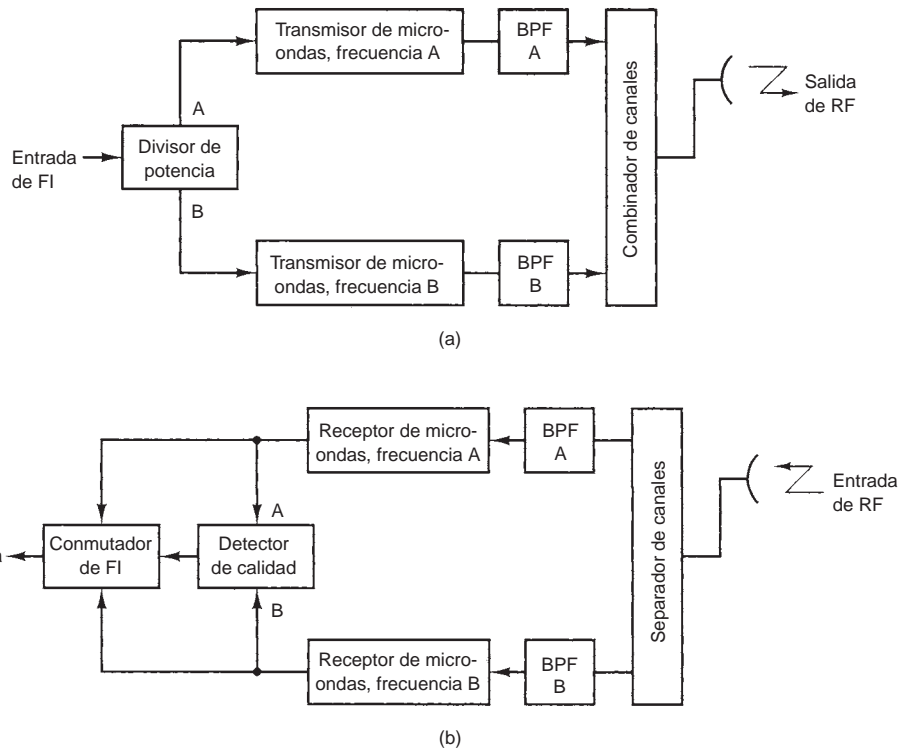 Transmisor de micro-
ondas, frecuencia A
BPF
A
A
Entrada
de FI
Divisor de
potencia
B
Combinador de canales
Salida
de RF
Transmisor de micro-
ondas, frecuencia B
BPF
B
(a)
Receptor de micro-
ondas, frecuencia A
BPF
A
A
Conmutador
de FI
Detector
de calidad
B
Separador de canales
Entrada
de RF
Receptor de micro-
ondas, frecuencia B
BPF
B
(b)